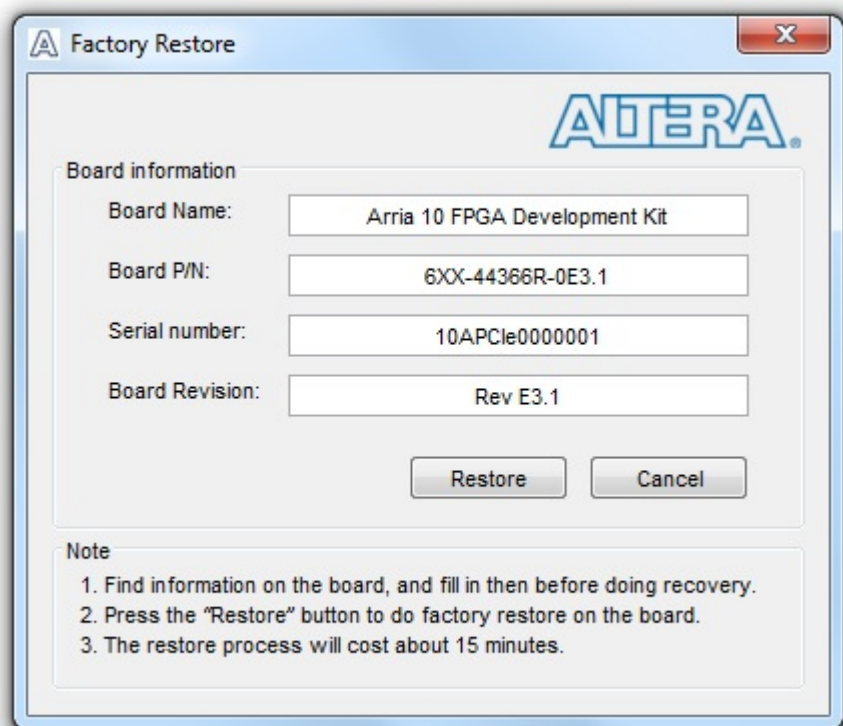 Factory Restore
ALTERA®
Board information
Board Name: Arria 10 FPGA Development Kit
Board P/N: 6XX-44366R-0E3.1
Serial number: 10APCIe0000001
Board Revision: Rev E3.1
Restore Cancel
Note
1. Find information on the board, and fill in then before doing recovery.
2. Press the "Restore" button to do factory restore on the board.
3. The restore process will cost about 15 minutes.